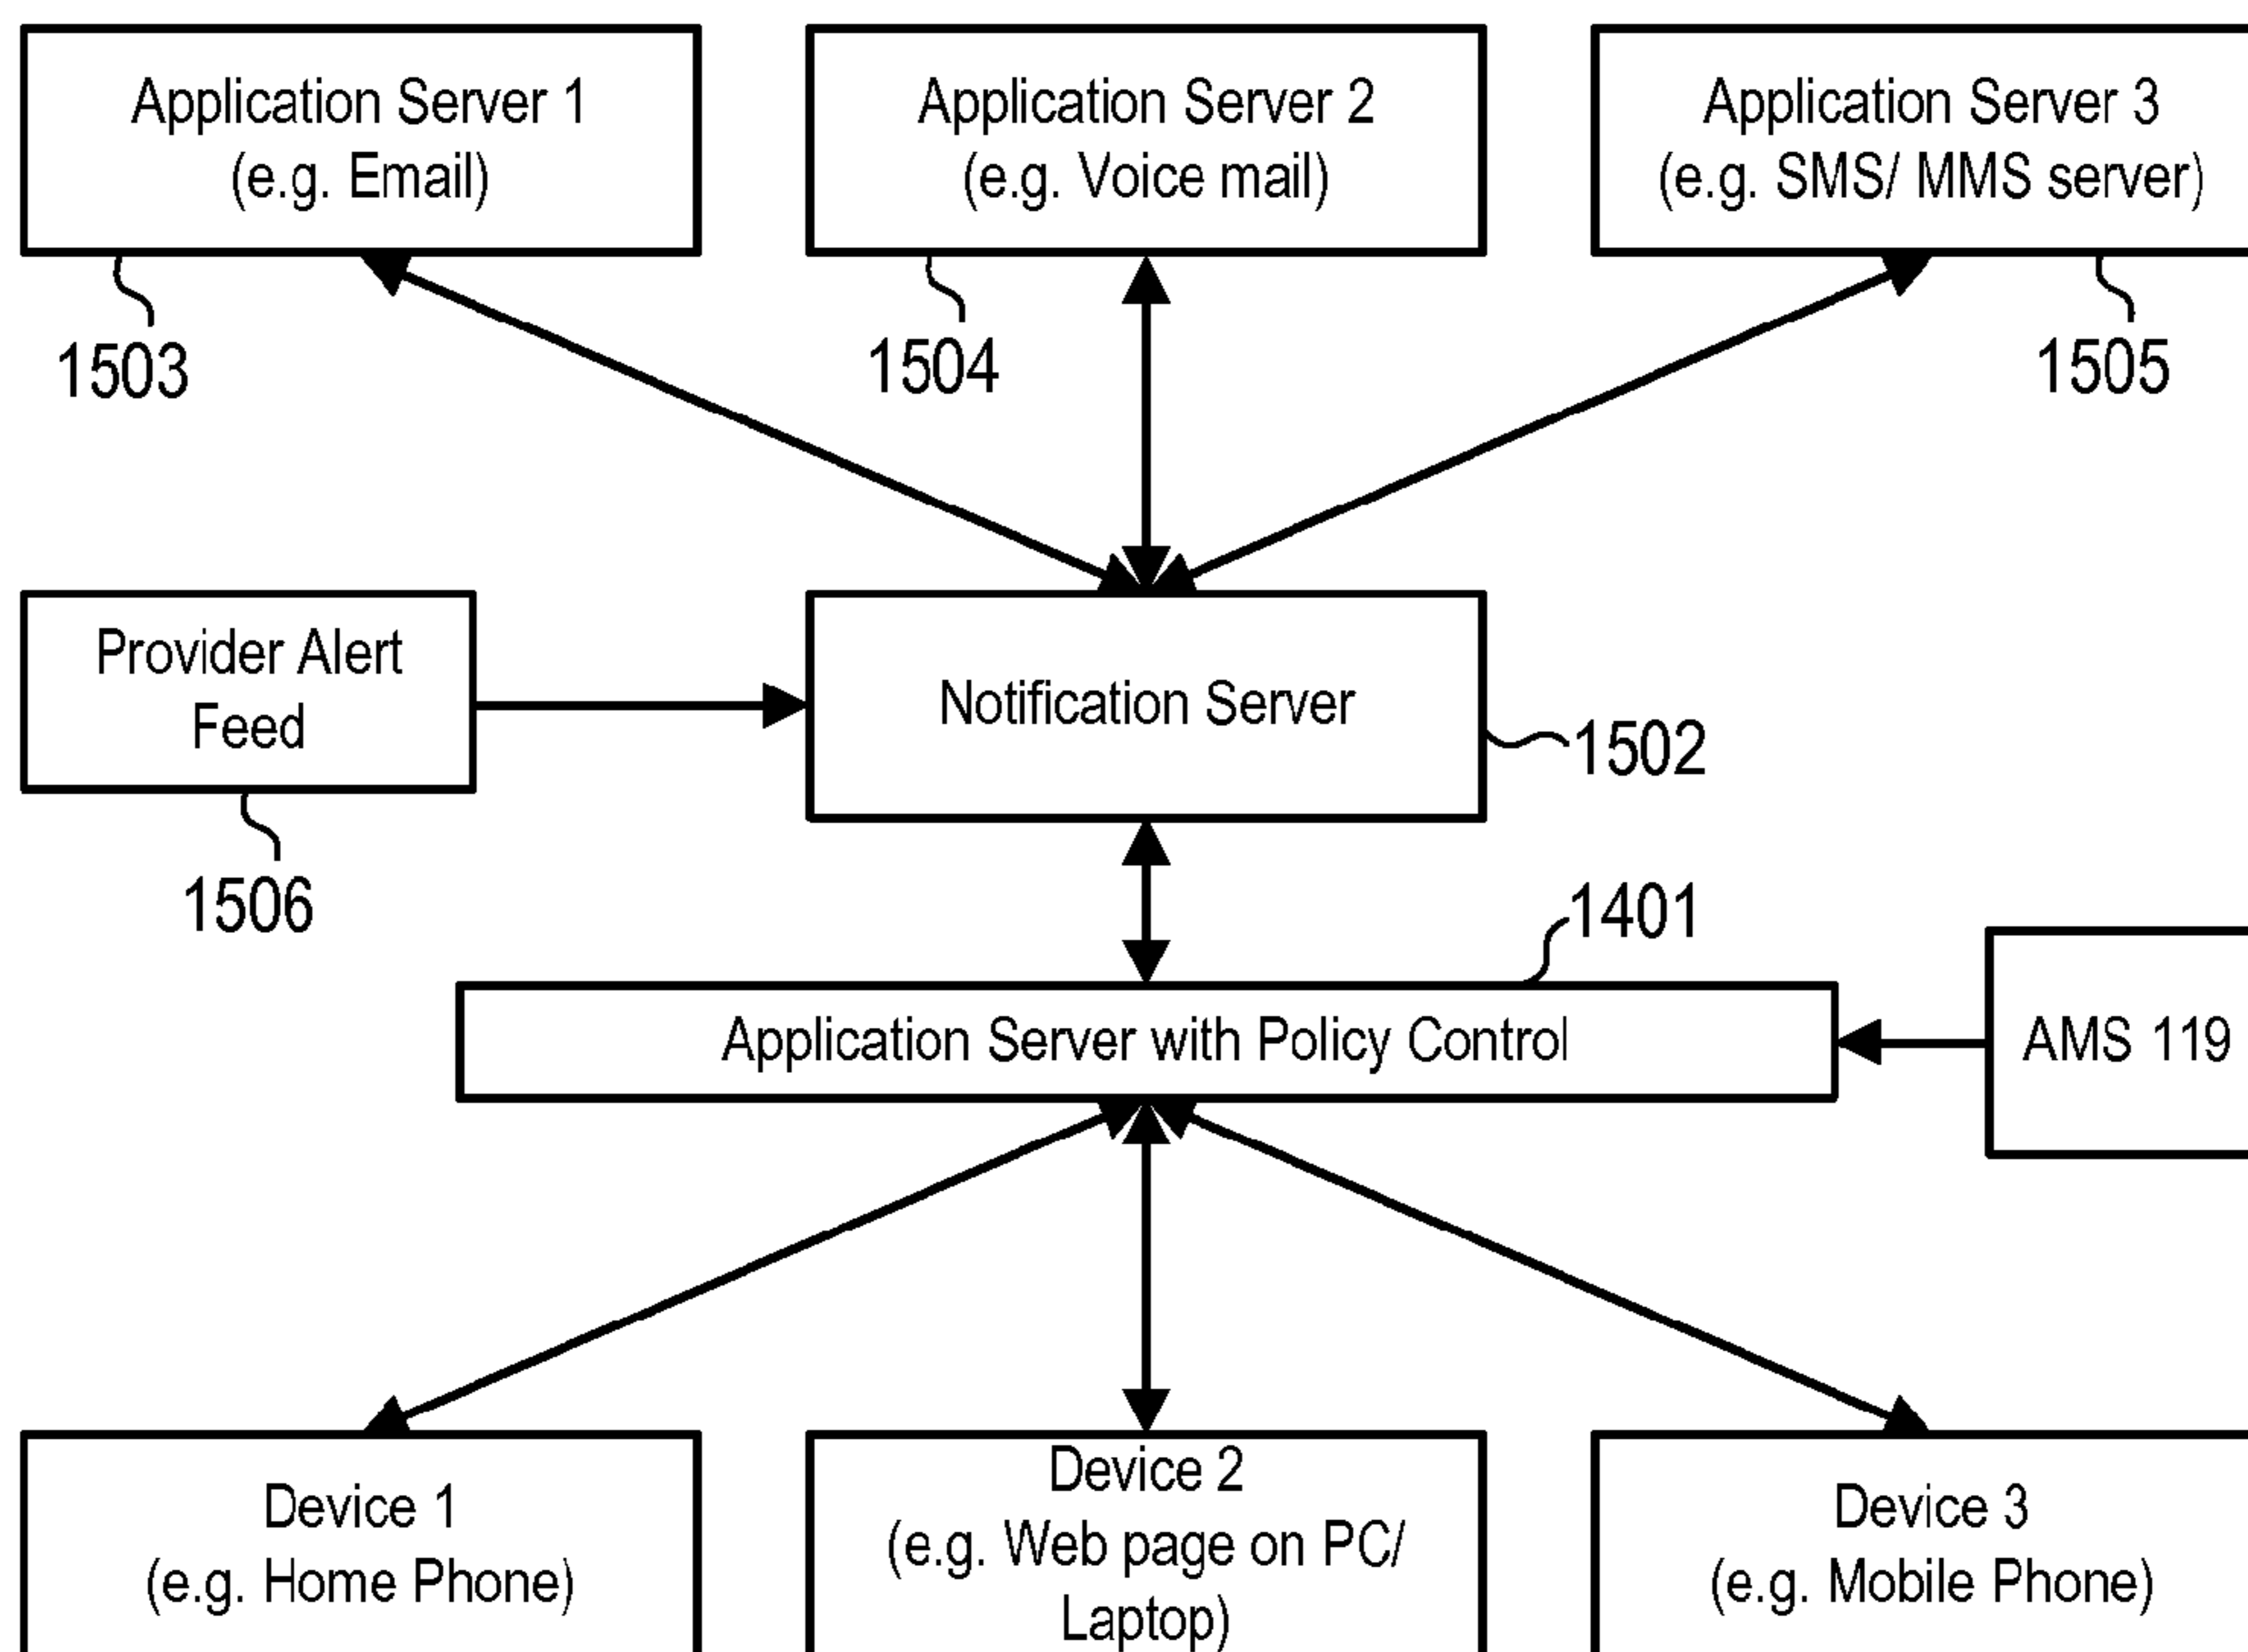 Application Server 1
(e.g. Email)
Application Server 2
(e.g. Voice mail)
Application Server 3
(e.g. SMS/ MMS server)
1503
1504
1505
Provider Alert
Feed
Notification Server
1502
1506
1401
Application Server with Policy Control
AMS 119
Device 1
(e.g. Home Phone)
Device 2
(e.g. Web page on PC/
Laptop)
Device 3
(e.g. Mobile Phone)